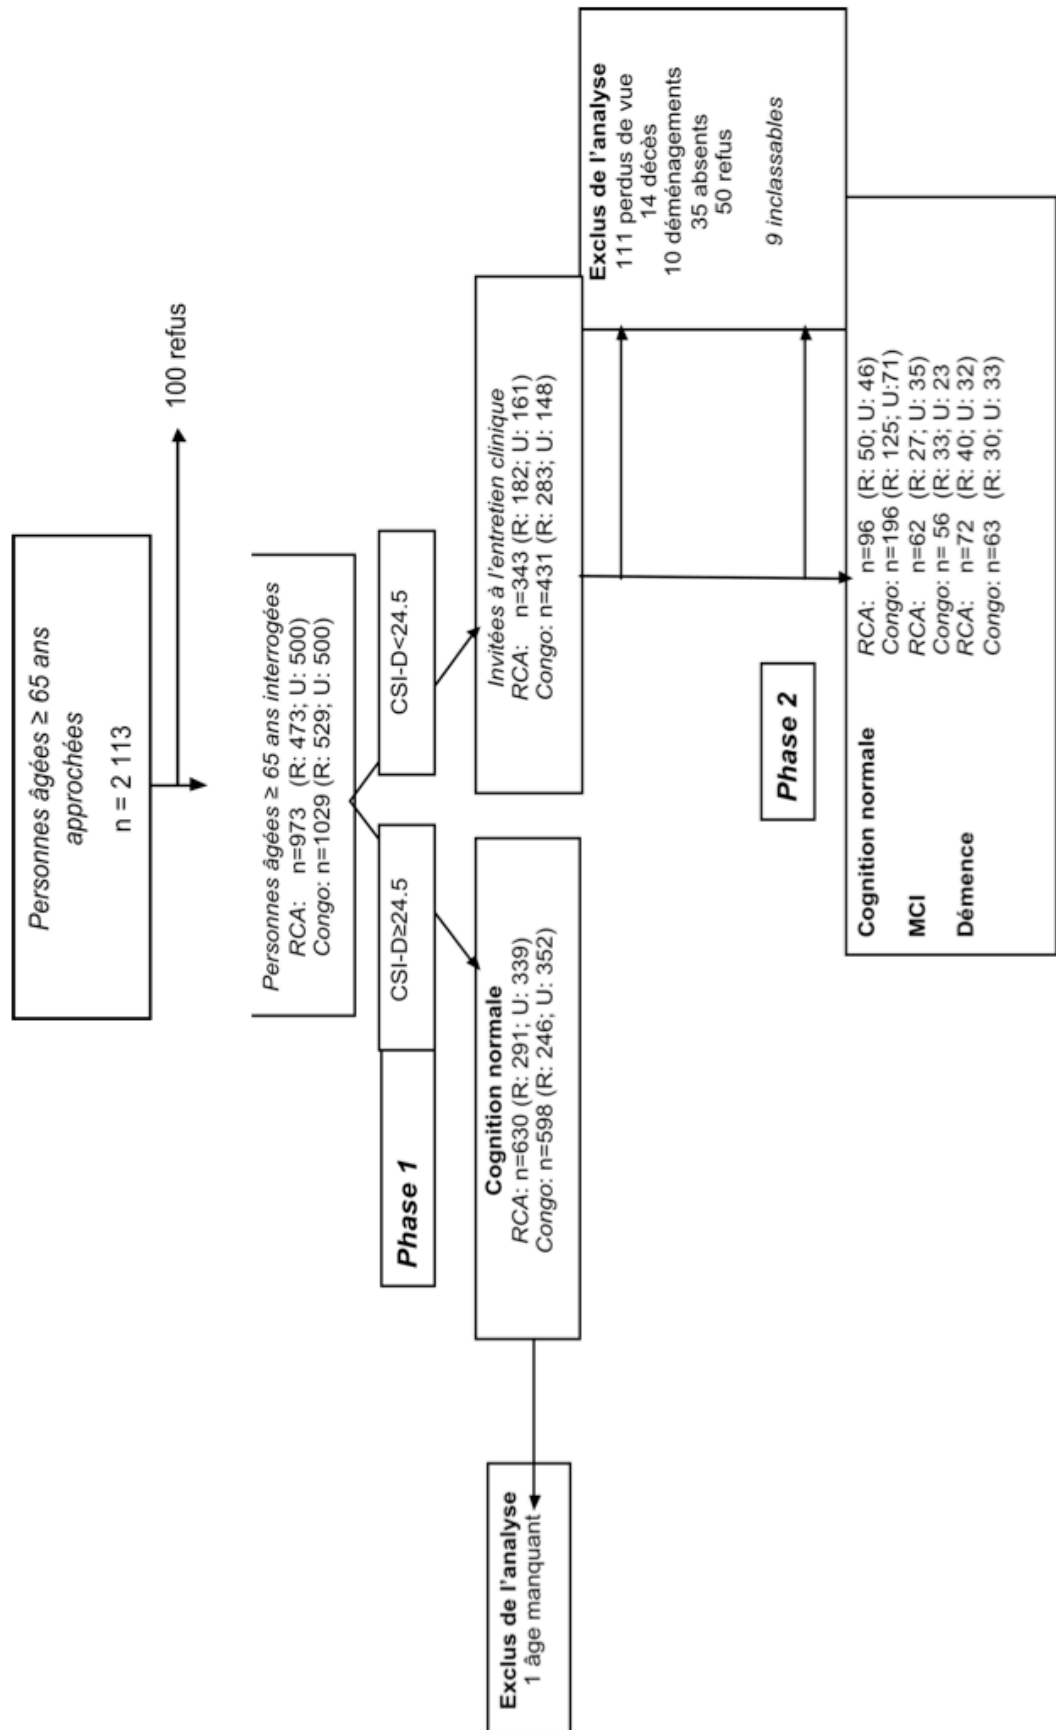 Personnes âgées ≥ 65 ans
approchées
n = 2 113
100 refus
Personnes âgées ≥ 65 ans interrogées
RCA: n=973 (R: 473; U: 500)
Congo: n=1029 (R: 529; U: 500)
Phase 1
CSI-D≥24.5
CSI-D<24.5
Cognition normale
RCA: n=630 (R: 291; U: 339)
Congo: n=598 (R: 246; U: 352)
Invitées à l'entretien clinique
RCA: n=343 (R: 182; U: 161)
Congo: n=431 (R: 283; U: 148)
Exclus de l'analyse
1 âge manquant
Exclus de l'analyse
111 perdus de vue
14 décès
10 déménagements
35 absents
50 refus
9 inclassables
Phase 2
Cognition normale RCA: n=96 (R: 50; U: 46)
Congo: n=196 (R: 125; U:71)
MCI RCA: n=62 (R: 27; U: 35)
Congo: n= 56 (R: 33; U: 23
Démence RCA: n=72 (R: 40; U: 32)
Congo: n=63 (R: 30; U: 33)